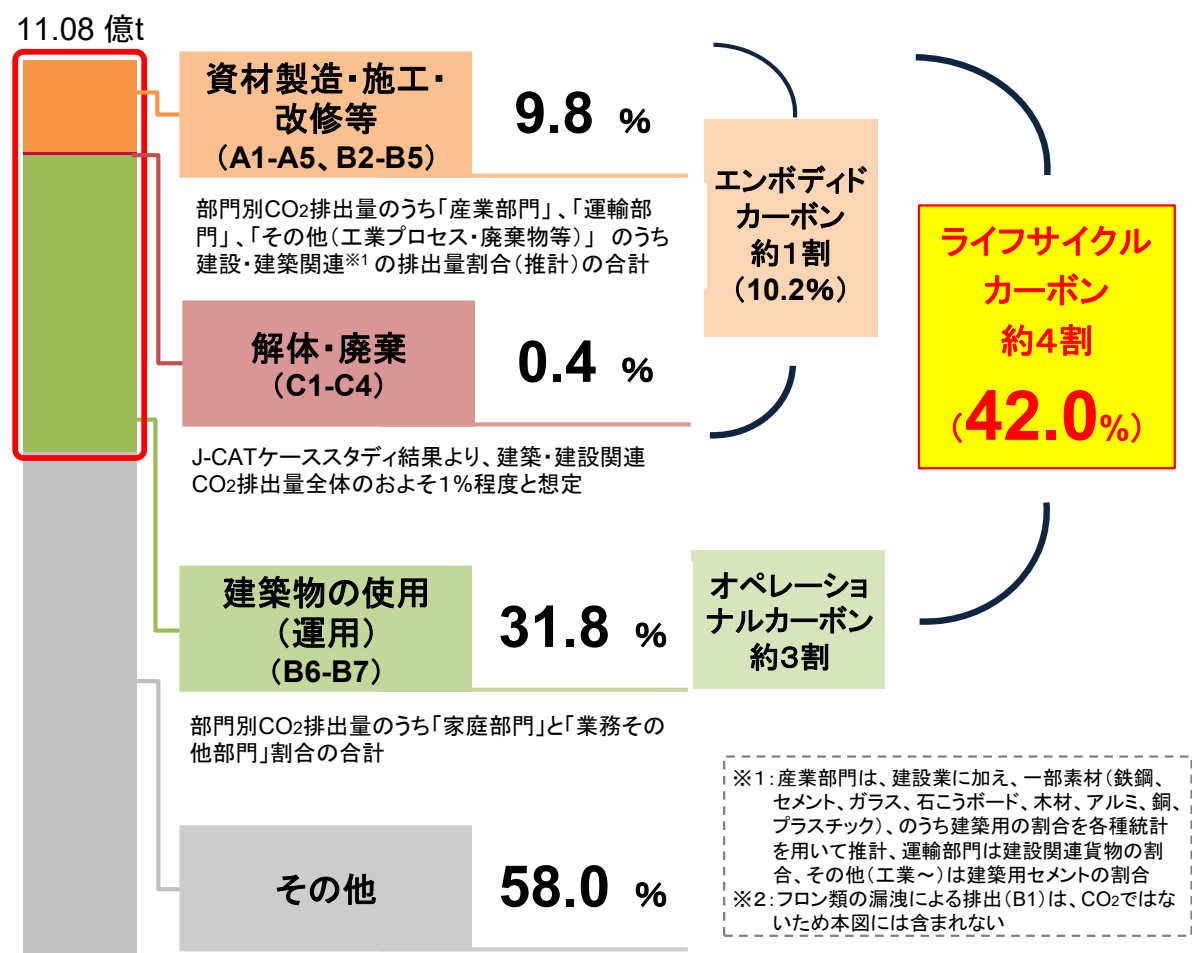 11.08 億t
資材製造・施工・
改修等
（A1-A5、B2-B5）
9.8 %
部門別CO2排出量のうち「産業部門」、「運輸部
門」、「その他（工業プロセス・廃棄物等）」 のうち
建設・建築関連※1 の排出量割合（推計）の合計
エンボディド
カーボン
約１割
（10.2%）
ライフサイクル
カーボン
約４割
（42.0%）
解体・廃棄
（C1-C4）
0.4 %
J-CATケーススタディ結果より、建築・建設関連
CO2排出量全体のおよそ１％程度と想定
建築物の使用
（運用）
（B6-B7）
31.8 %
オペレーショ
ナルカーボン
約３割
部門別CO2排出量のうち「家庭部門」と「業務その
他部門」割合の合計
その他
58.0 %
※１：産業部門は、建設業に加え、一部素材（鉄鋼、
セメント、ガラス、石こうボード、木材、アルミ、銅、
プラスチック）、のうち建築用の割合を各種統計
を用いて推計、運輸部門は建設関連貨物の割
合、その他（工業～）は建築用セメントの割合
※２：フロン類の漏洩による排出（B1）は、CO2ではな
いため本図には含まれない